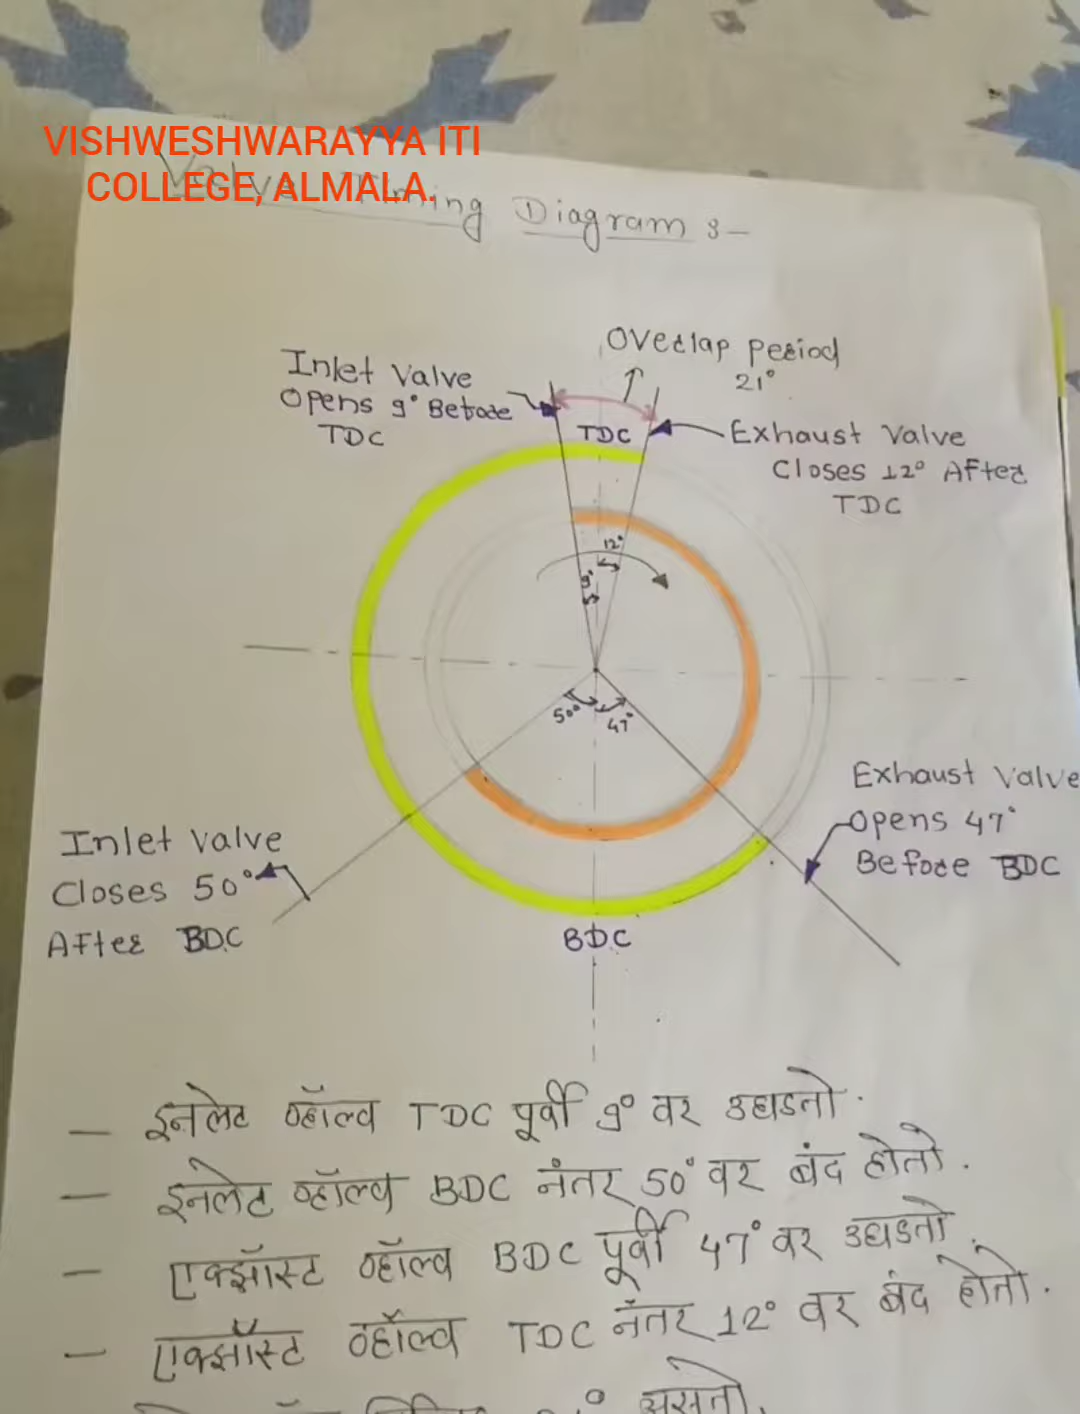 VISHWESHWARAYYA ITI
COLLEGE, ALMALA.
Valve Timing Diagram :-
Overlap Period
21°
Inlet Valve
Opens 9° Before
TDC
TDC
Exhaust Valve
Closes 12° After
TDC
12°
9°
50°
47°
Exhaust Valve
Opens 47°
Before BDC
Inlet Valve
Closes 50°
After BDC
BDC
— इनलेट व्हॉल्व TDC पूर्वी 9° वर उघडतो.
— इनलेट व्हॉल्व BDC नंतर 50° वर बंद होतो.
— एक्झॉस्ट व्हॉल्व BDC पूर्वी 47° वर उघडतो.
— एक्झॉस्ट व्हॉल्व TDC नंतर 12° वर बंद होतो.
असतो.